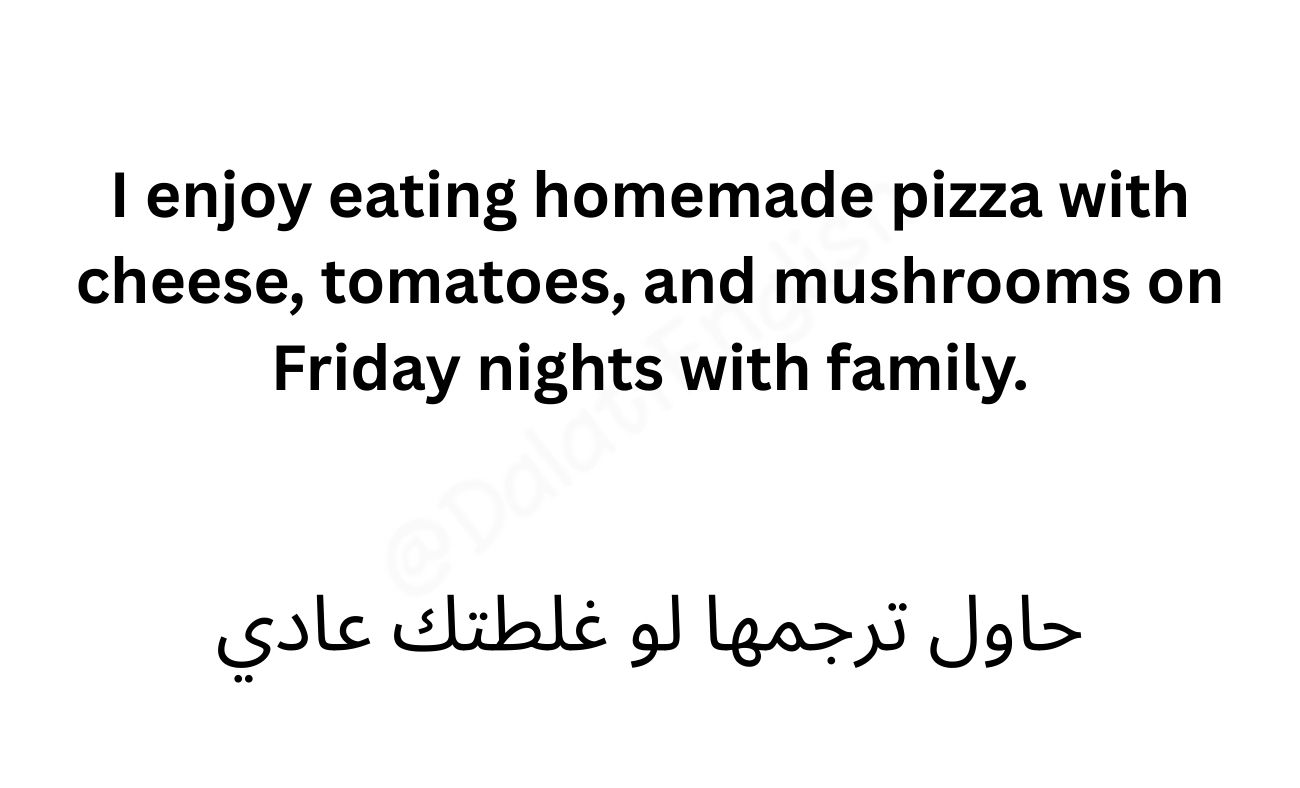 I enjoy eating homemade pizza with
cheese, tomatoes, and mushrooms on
Friday nights with family.
@DalatEnglish
حاول ترجمها لو غلطتك عادي